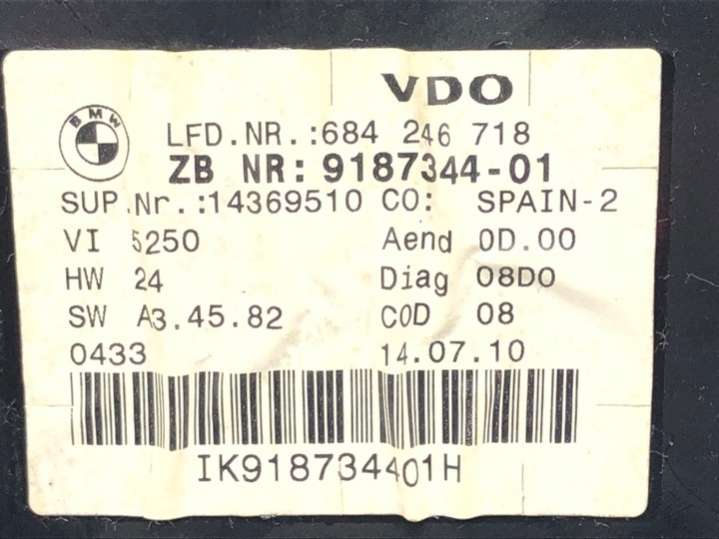 VDO
BMW
LFD.NR.:684 246 718
ZB NR: 9187344-01
SUP.Nr.:14369510 CO: SPAIN-2
VI 5250 Aend 0D.00
HW 24 Diag 08D0
SW A3.45.82 COD 08
0433 14.07.10
IK918734401H